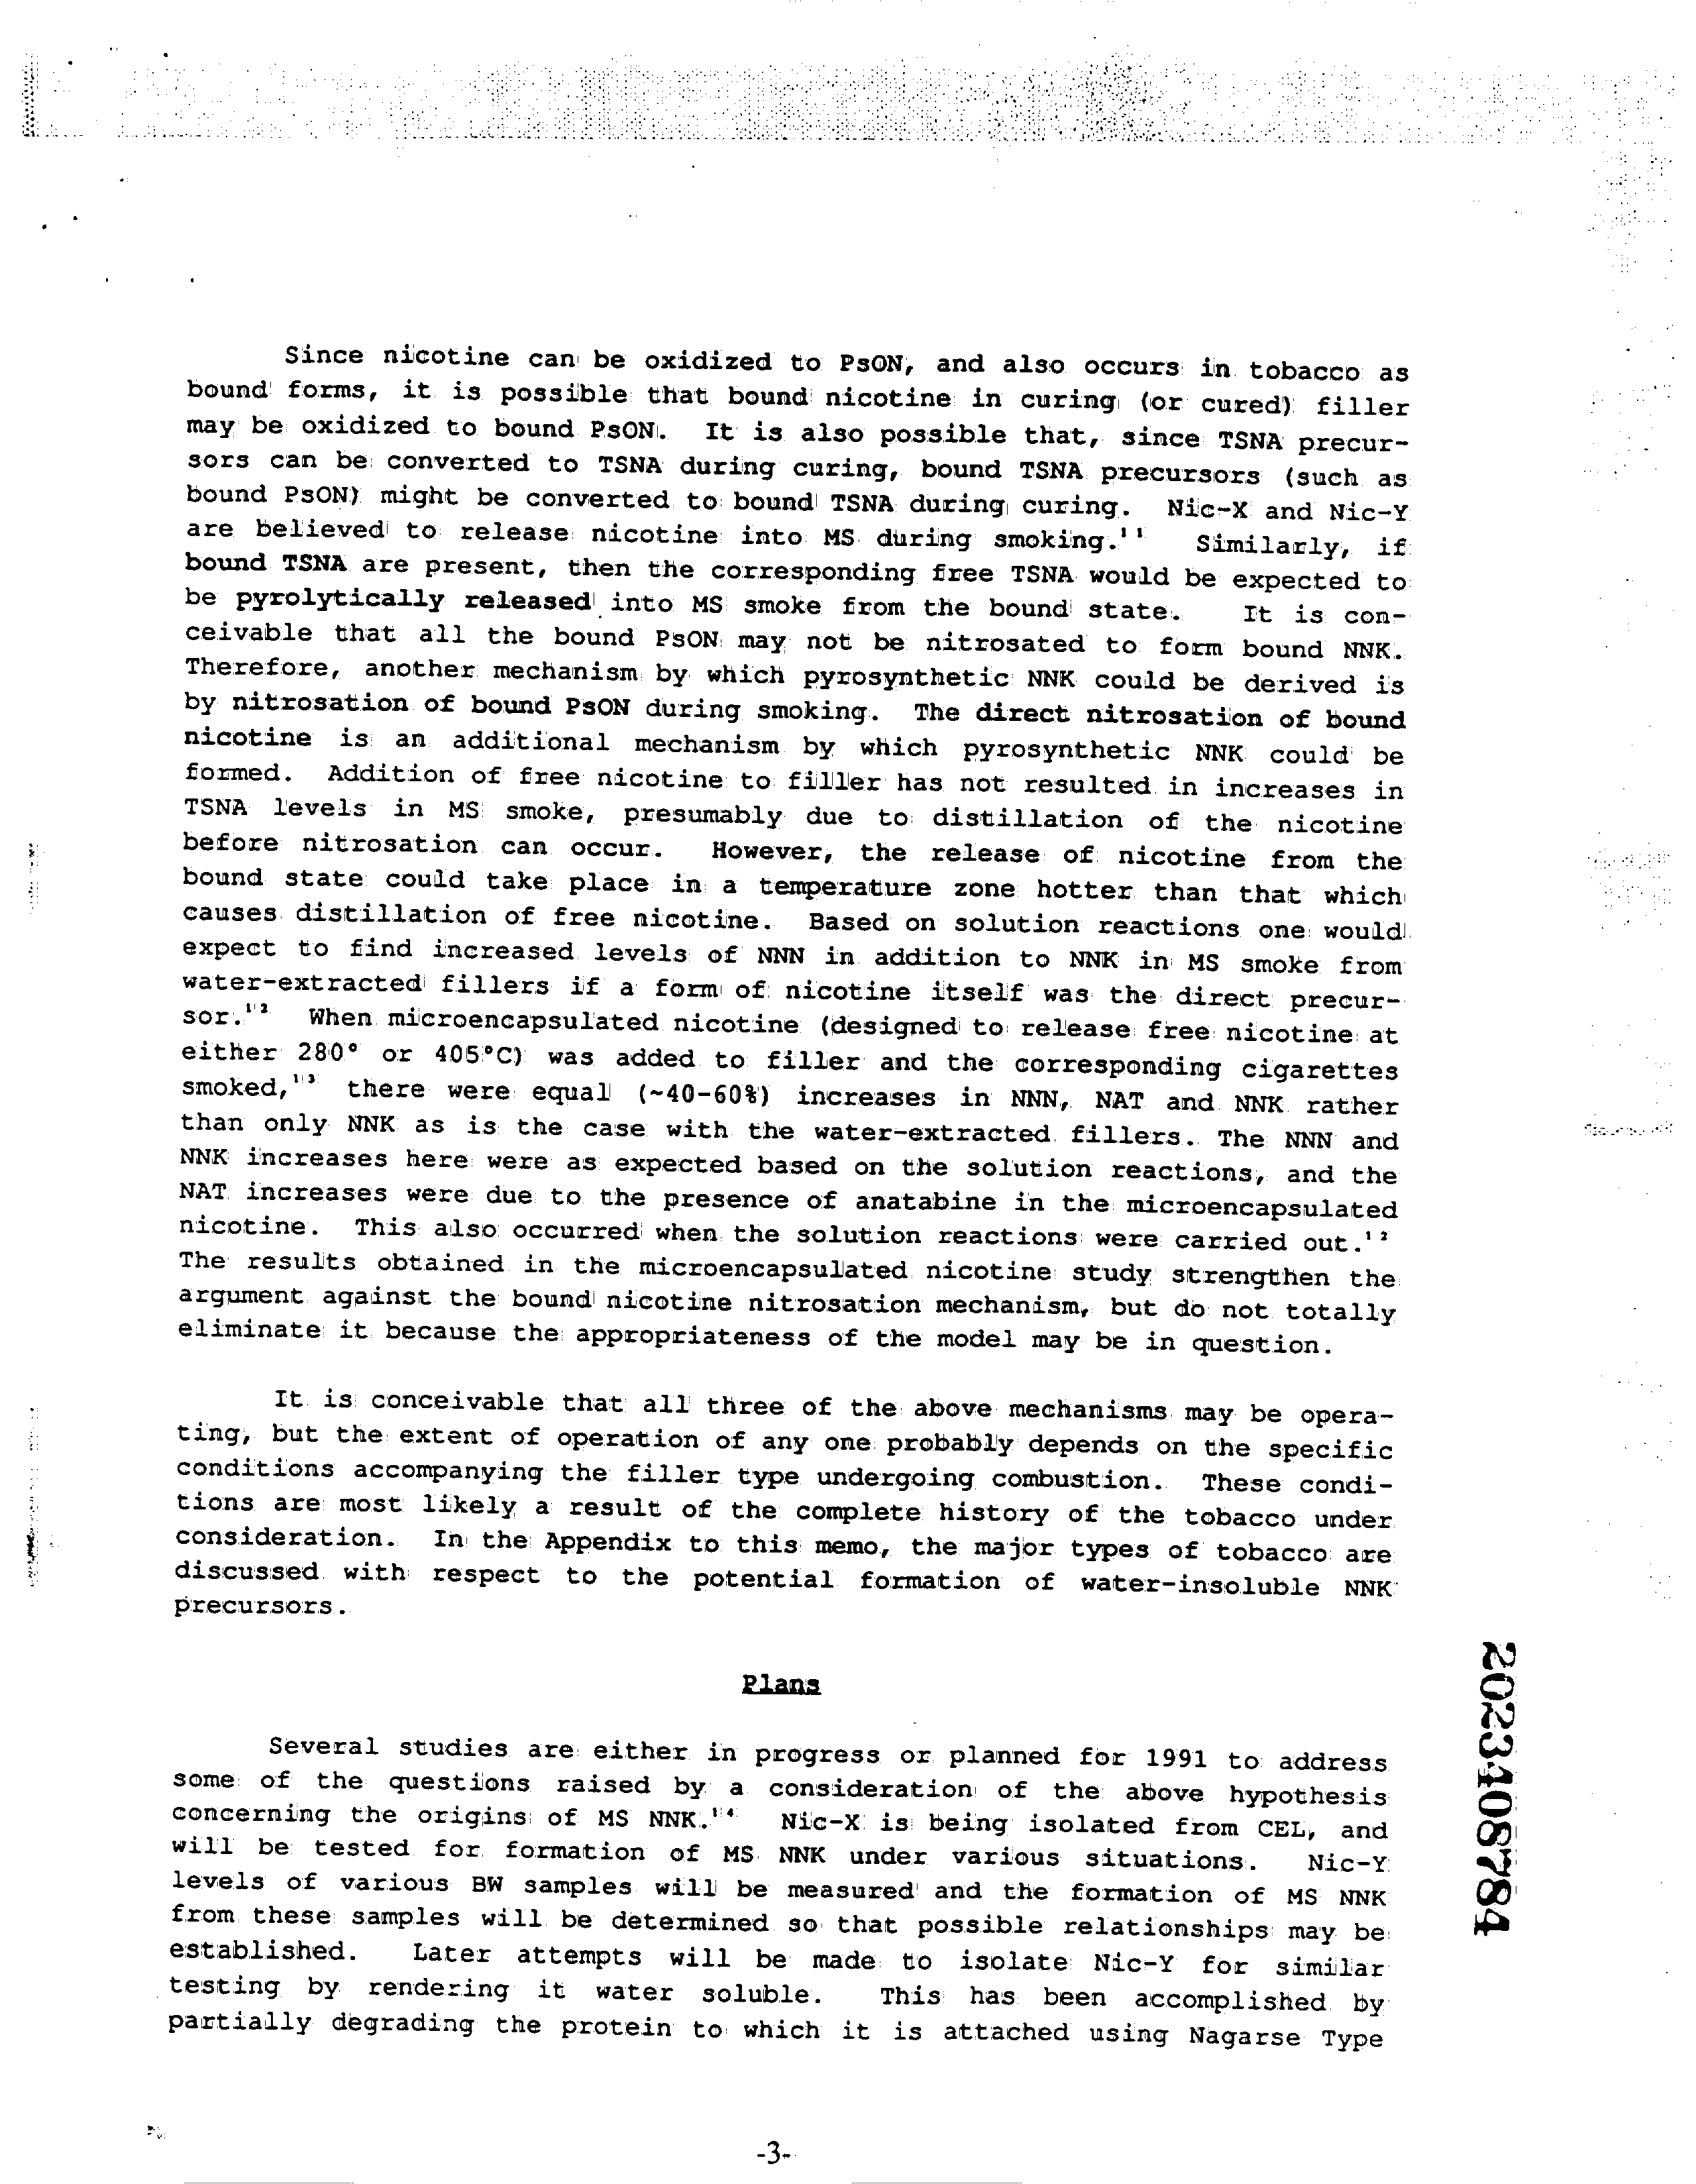 Since nicotine can be oxidized to PsON, and also occurs in tobacco as
bound forms, it is possible that bound nicotine in curing (or cured) filler
may be oxidized to bound PsON. It is also possible that, since TSNA precur-
sors can be converted to TSNA during curing, bound TSNA precursors (such as
bound PsON) might be converted to bound TSNA during curing. Nic-X and Nic-Y
are believed to release nicotine into MS during smoking.¹¹ Similarly, if
bound TSNA are present, then the corresponding free TSNA would be expected to
be pyrolytically released into MS smoke from the bound state. It is con-
ceivable that all the bound PsON may not be nitrosated to form bound NNK.
Therefore, another mechanism by which pyrosynthetic NNK could be derived is
by nitrosation of bound PsON during smoking. The direct nitrosation of bound
nicotine is an additional mechanism by which pyrosynthetic NNK could be
formed. Addition of free nicotine to filler has not resulted in increases in
TSNA levels in MS smoke, presumably due to distillation of the nicotine
before nitrosation can occur. However, the release of nicotine from the
bound state could take place in a temperature zone hotter than that which
causes distillation of free nicotine. Based on solution reactions one would
expect to find increased levels of NNN in addition to NNK in MS smoke from
water-extracted fillers if a form of nicotine itself was the direct precur-
sor.¹² When microencapsulated nicotine (designed to release free nicotine at
either 280° or 405°C) was added to filler and the corresponding cigarettes
smoked,¹³ there were equal (~40-60%) increases in NNN, NAT and NNK rather
than only NNK as is the case with the water-extracted fillers. The NNN and
NNK increases here were as expected based on the solution reactions, and the
NAT increases were due to the presence of anatabine in the microencapsulated
nicotine. This also occurred when the solution reactions were carried out.¹²
The results obtained in the microencapsulated nicotine study strengthen the
argument against the bound nicotine nitrosation mechanism, but do not totally
eliminate it because the appropriateness of the model may be in question.
It is conceivable that all three of the above mechanisms may be opera-
ting, but the extent of operation of any one probably depends on the specific
conditions accompanying the filler type undergoing combustion. These condi-
tions are most likely a result of the complete history of the tobacco under
consideration. In the Appendix to this memo, the major types of tobacco are
discussed with respect to the potential formation of water-insoluble NNK
precursors.
Plans
Several studies are either in progress or planned for 1991 to address
some of the questions raised by a consideration of the above hypothesis
concerning the origins of MS NNK.¹⁴ Nic-X is being isolated from CEL, and
will be tested for formation of MS NNK under various situations. Nic-Y
levels of various BW samples will be measured and the formation of MS NNK
from these samples will be determined so that possible relationships may be
established. Later attempts will be made to isolate Nic-Y for similar
testing by rendering it water soluble. This has been accomplished by
partially degrading the protein to which it is attached using Nagarse Type
-3-
2023408784